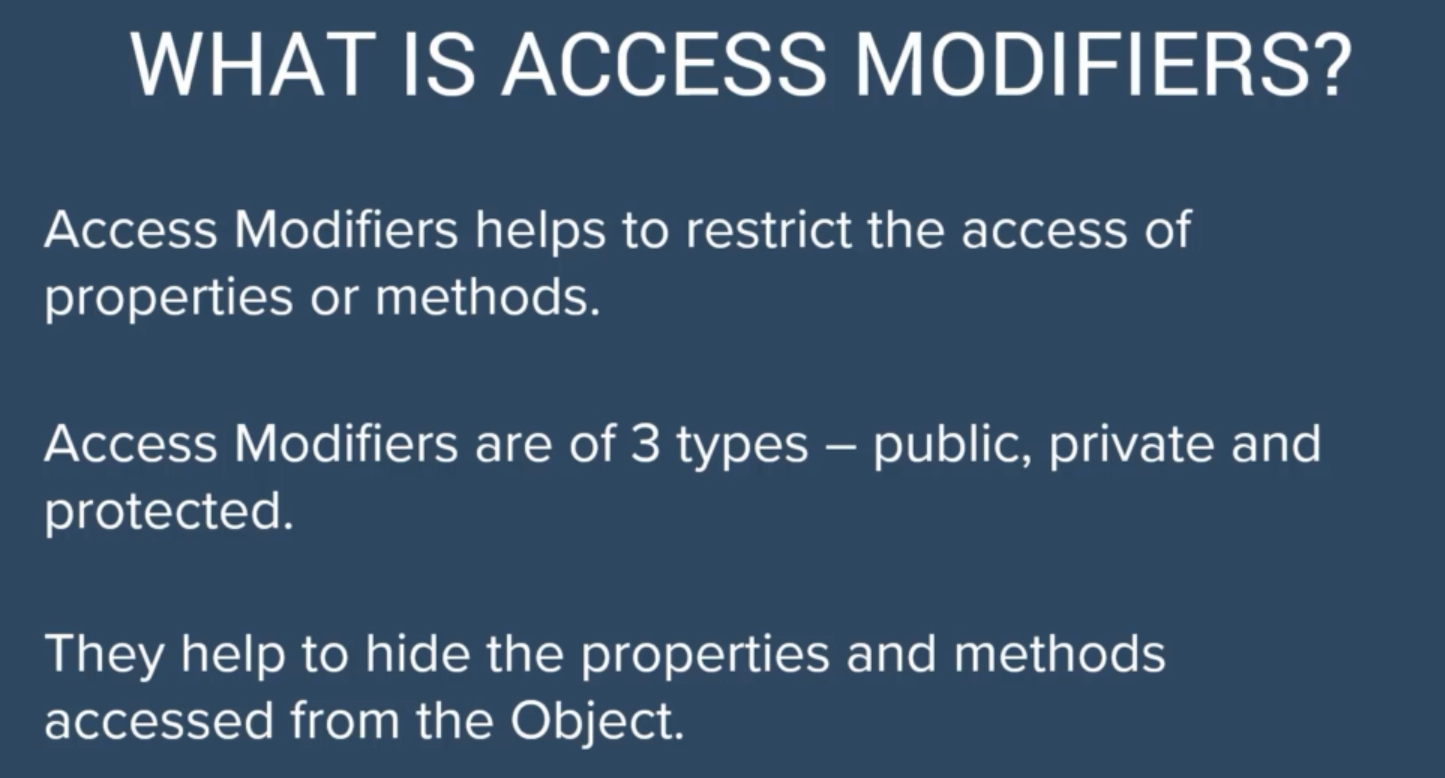 WHAT IS ACCESS MODIFIERS?
Access Modifiers helps to restrict the access of
properties or methods.
Access Modifiers are of 3 types – public, private and
protected.
They help to hide the properties and methods
accessed from the Object.